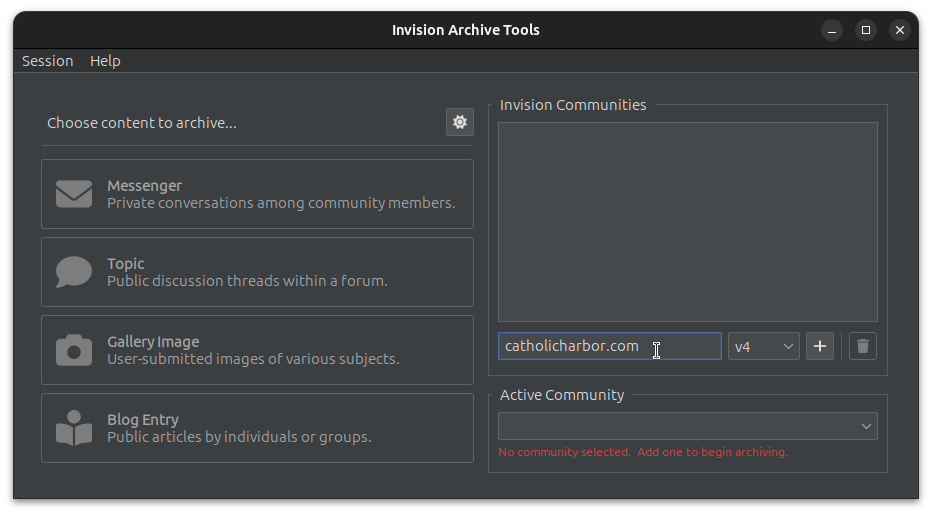 Invision Archive Tools
Session Help
Choose content to archive...
Messenger
Private conversations among community members.
Topic
Public discussion threads within a forum.
Gallery Image
User-submitted images of various subjects.
Blog Entry
Public articles by individuals or groups.
Invision Communities
catholicharbor.com
v4
Active Community
No community selected. Add one to begin archiving.